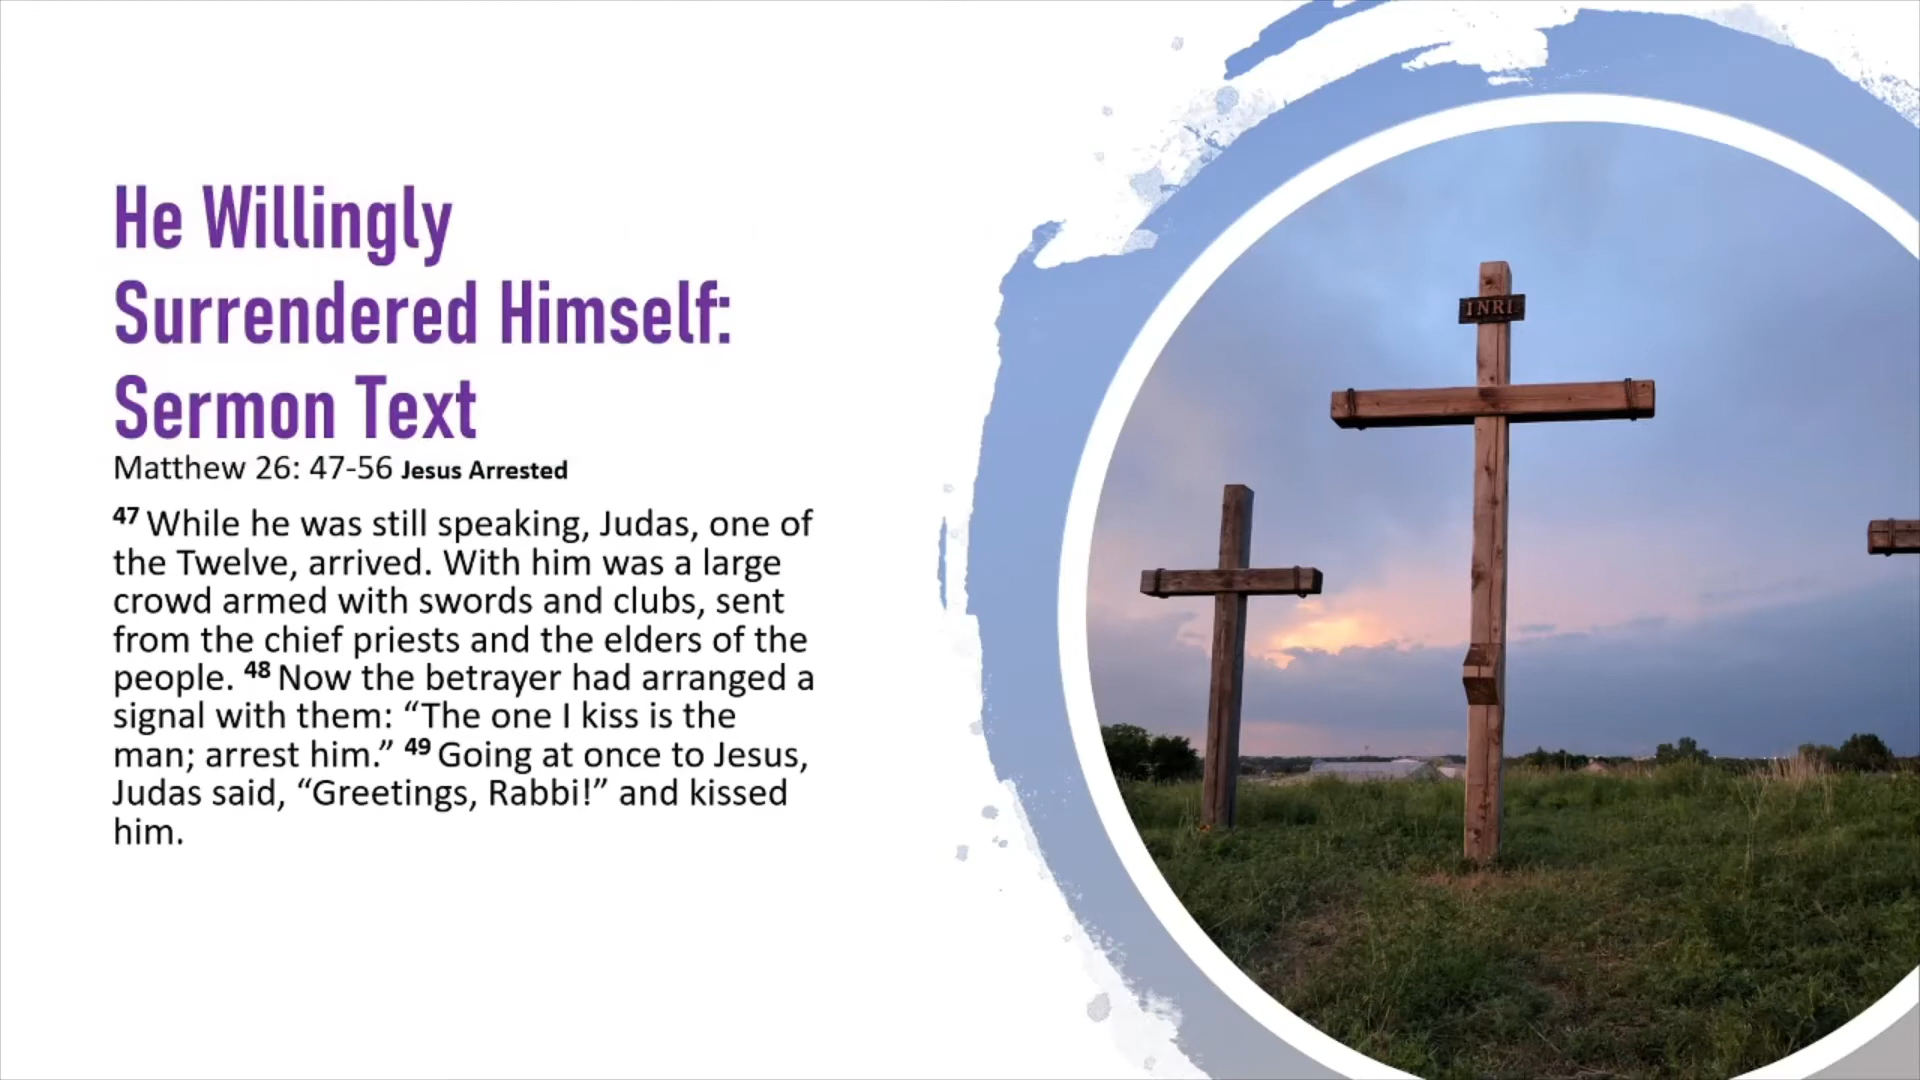 He Willingly
Surrendered Himself:
Sermon Text
Matthew 26: 47-56 Jesus Arrested
47 While he was still speaking, Judas, one of
the Twelve, arrived. With him was a large
crowd armed with swords and clubs, sent
from the chief priests and the elders of the
people. 48 Now the betrayer had arranged a
signal with them: “The one I kiss is the
man; arrest him.” 49 Going at once to Jesus,
Judas said, “Greetings, Rabbi!” and kissed
him.
INRI